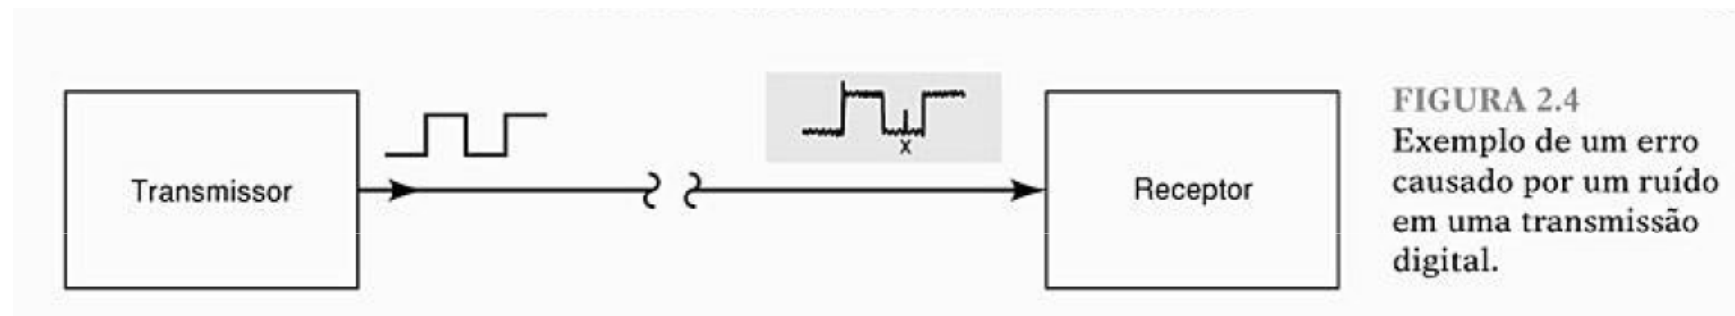 Transmissor
x
Receptor
FIGURA 2.4
Exemplo de um erro
causado por um ruído
em uma transmissão
digital.